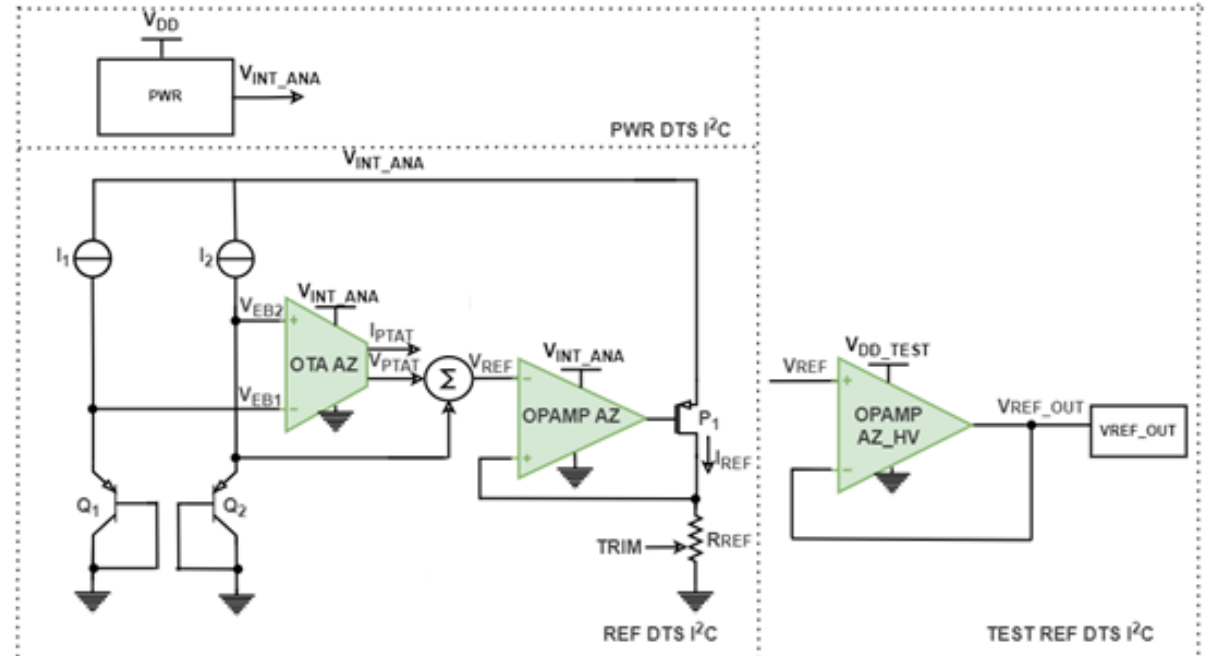 VDD
PWR
VINT_ANA
PWR DTS I²C
VINT_ANA
I1
I2
VEB2
+
VINT_ANA
OTA AZ
IPTAT
VPTAT
Σ
VREF
VINT_ANA
-
OPAMP AZ
+
P1
IREF
VEB1
-
Q1
Q2
TRIM
RREF
REF DTS I²C
VREF
VDD_TEST
+
OPAMP
AZ_HV
-
VREF_OUT
VREF_OUT
TEST REF DTS I²C